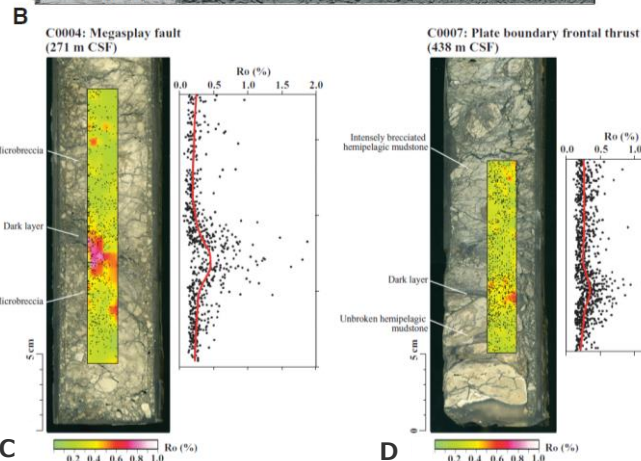 B
C0004: Megasplay fault
(271 m CSF)
Ro (%)
0.0 0.5 1.0 1.5 2.0
Dark layer
5 cm
C
Ro (%)
0.2 0.4 0.6 0.8 1.0
C0007: Plate boundary frontal thrust
(438 m CSF)
Ro (%)
0.0 0.5 1.0
Intensely brecciated
hemipelagic mudstone
Dark layer
Unbroken hemipelagic
mudstone
5 cm
0
D
Ro (%)
0.2 0.4 0.6 0.8 1.0